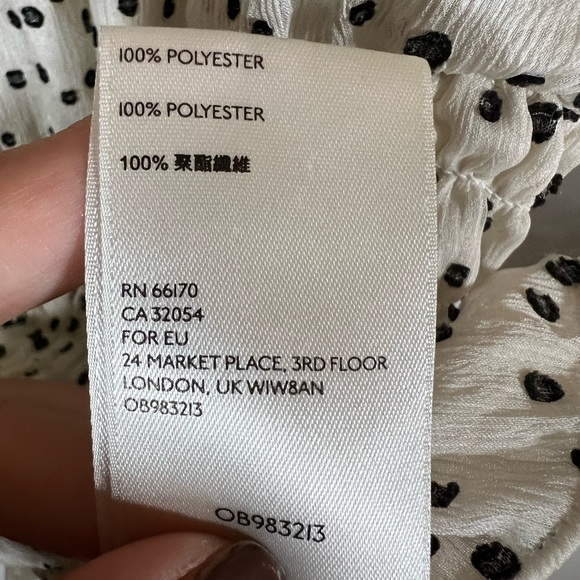 100% POLYESTER
100% POLYESTER
100% 聚酯纖維
RN 66170
CA 32054
FOR EU
24 MARKET PLACE, 3RD FLOOR
LONDON, UK W1W8AN
OB983213
OB983213